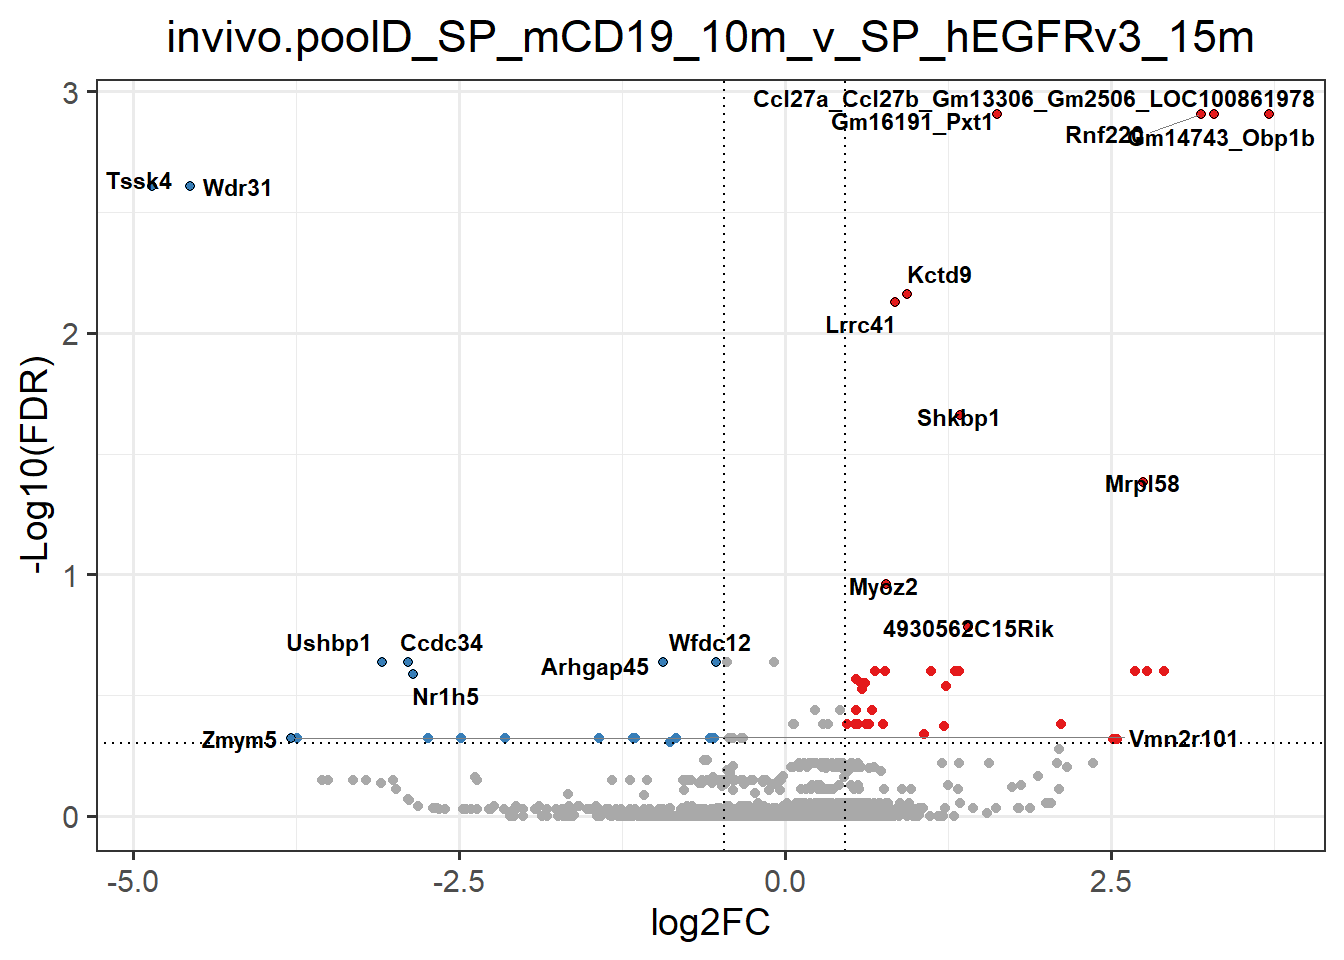 invivo.poolD_SP_mCD19_10m_v_SP_hEGFRv3_15m
3
Ccl27a_Ccl27b_Gm13306_Gm2506_LOC100861978
Gm16191_Pxt1
Rnf220
Gm14743_Obp1b
Tssk4
Wdr31
Kctd9
2
Lrrc41
Shkbp1
Mrpl58
-Log10(FDR)
1
Myoz2
4930562C15Rik
Ushbp1
Ccdc34
Wfdc12
Arhgap45
Nr1h5
Zmym5
Vmn2r101
0
-5.0
-2.5
0.0
2.5
log2FC